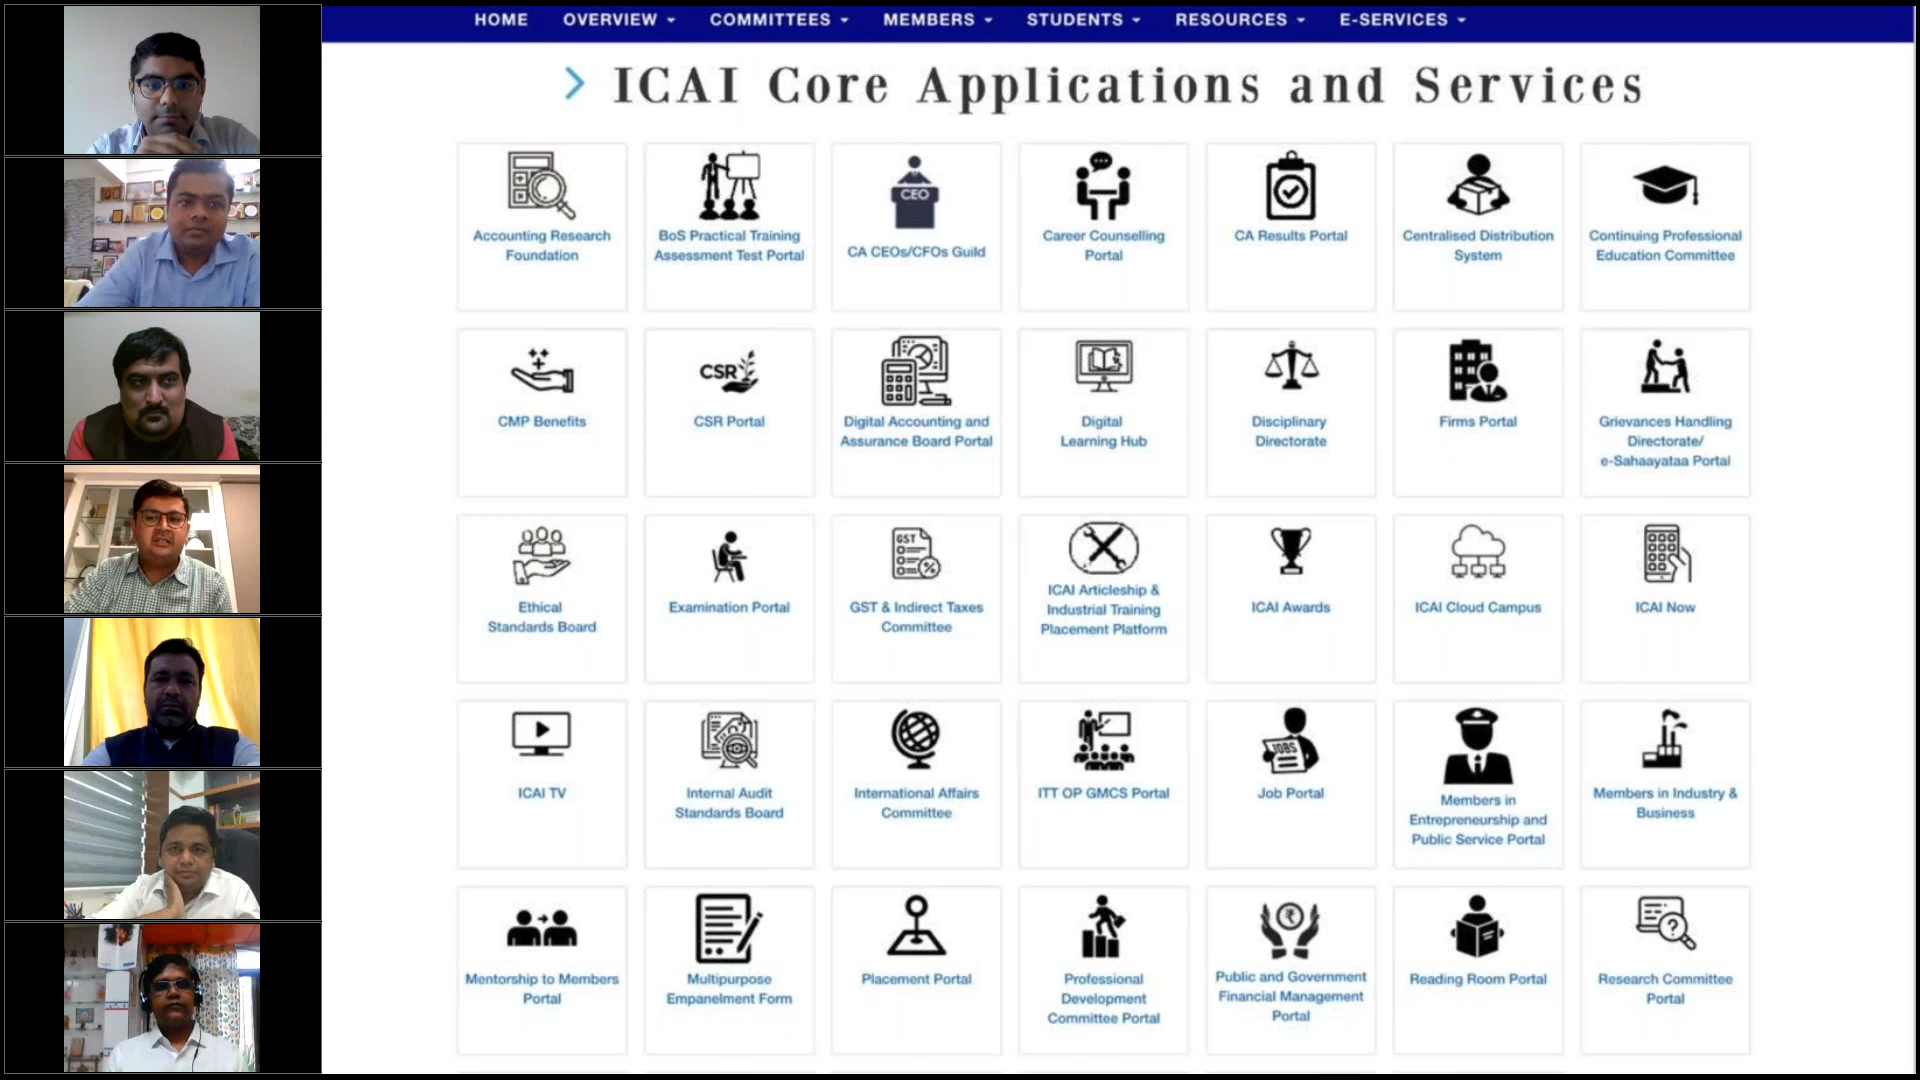 HOME OVERVIEW COMMITTEES MEMBERS STUDENTS RESOURCES E-SERVICES
ICAI Core Applications and Services
Accounting Research
Foundation
BoS Practical Training
Assessment Test Portal
CEO
CA CEOs/CFOs Guild
Career Counselling
Portal
CA Results Portal
Centralised Distribution
System
Continuing Professional
Education Committee
CMP Benefits
CSR
CSR Portal
Digital Accounting and
Assurance Board Portal
Digital
Learning Hub
Disciplinary
Directorate
Firms Portal
Grievances Handling
Directorate/
e-Sahaayataa Portal
Ethical
Standards Board
Examination Portal
GST
GST & Indirect Taxes
Committee
ICAI Articleship &
Industrial Training
Placement Platform
ICAI Awards
ICAI Cloud Campus
ICAI Now
ICAI TV
Internal Audit
Standards Board
International Affairs
Committee
ITT OP GMCS Portal
JOBS
Job Portal
Members in
Entrepreneurship and
Public Service Portal
Members in Industry &
Business
Mentorship to Members
Portal
Multipurpose
Empanelment Form
Placement Portal
Professional
Development
Committee Portal
₹
Public and Government
Financial Management
Portal
Reading Room Portal
?
Research Committee
Portal